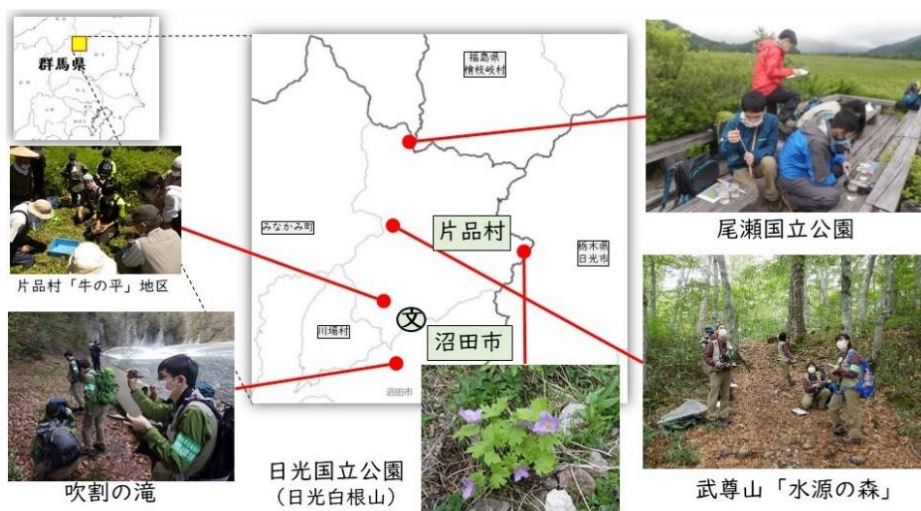 群馬県
福島県
檜枝岐村
尾瀬国立公園
みなかみ町
片品村
栃木県
日光市
片品村「牛の平」地区
川場村
文
沼田市
沼田市
吹割の滝
日光国立公園
（日光白根山）
武尊山「水源の森」